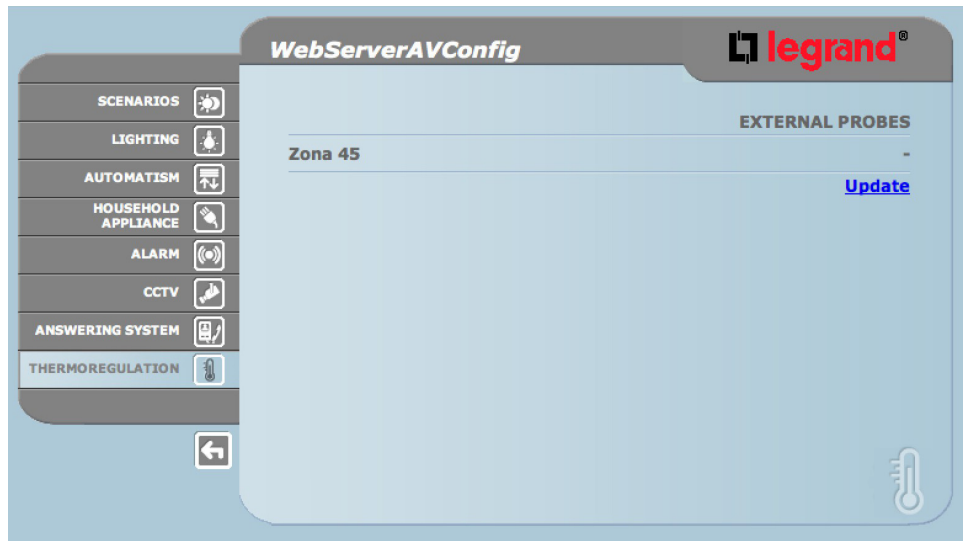 WebServerAVConfig
legrand®
SCENARIOS
LIGHTING
AUTOMATISM
HOUSEHOLD
APPLIANCE
ALARM
CCTV
ANSWERING SYSTEM
THERMOREGULATION
EXTERNAL PROBES
Zona 45 -
Update